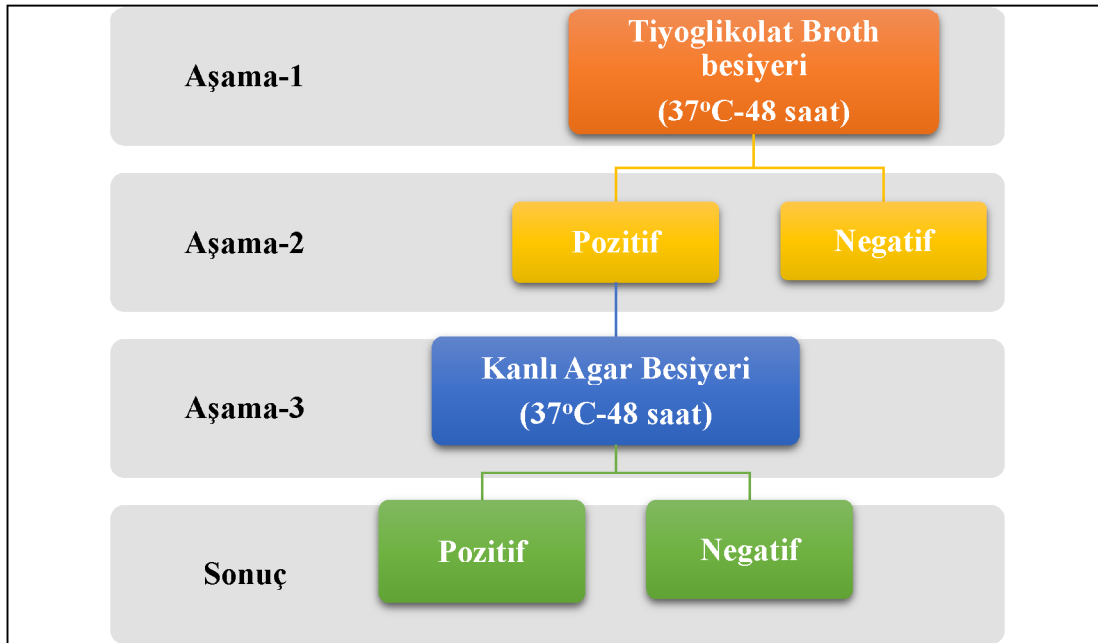 Aşama-1
Tiyoglikolat Broth
besiyeri
(37°C-48 saat)
Aşama-2
Pozitif
Negatif
Aşama-3
Kanlı Agar Besiyeri
(37°C-48 saat)
Sonuç
Pozitif
Negatif